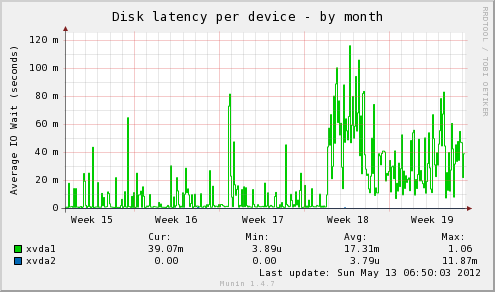 Disk latency per device - by month
RRDTOOL / TOBI OETIKER
Average IO Wait (seconds)
120 m
100 m
80 m
60 m
40 m
20 m
0
Week 15 Week 16 Week 17 Week 18 Week 19
Cur: Min: Avg: Max:
xvda1 39.07m 3.89u 17.31m 1.06
xvda2 0.00 0.00 3.79u 11.87m
Last update: Sun May 13 06:50:03 2012
Munin 1.4.7